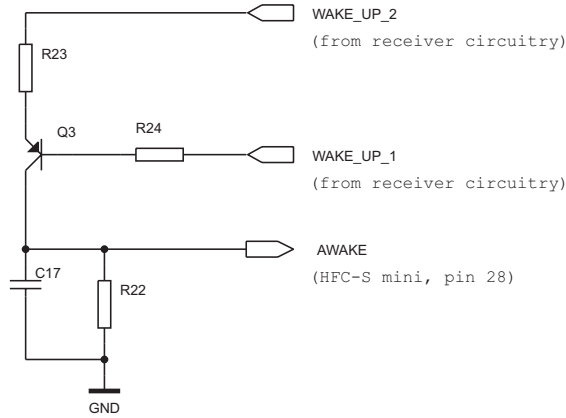 WAKE_UP_2
(from receiver circuitry)
R23
Q3
R24
WAKE_UP_1
(from receiver circuitry)
AWAKE
(HFC-S mini, pin 28)
C17
R22
GND